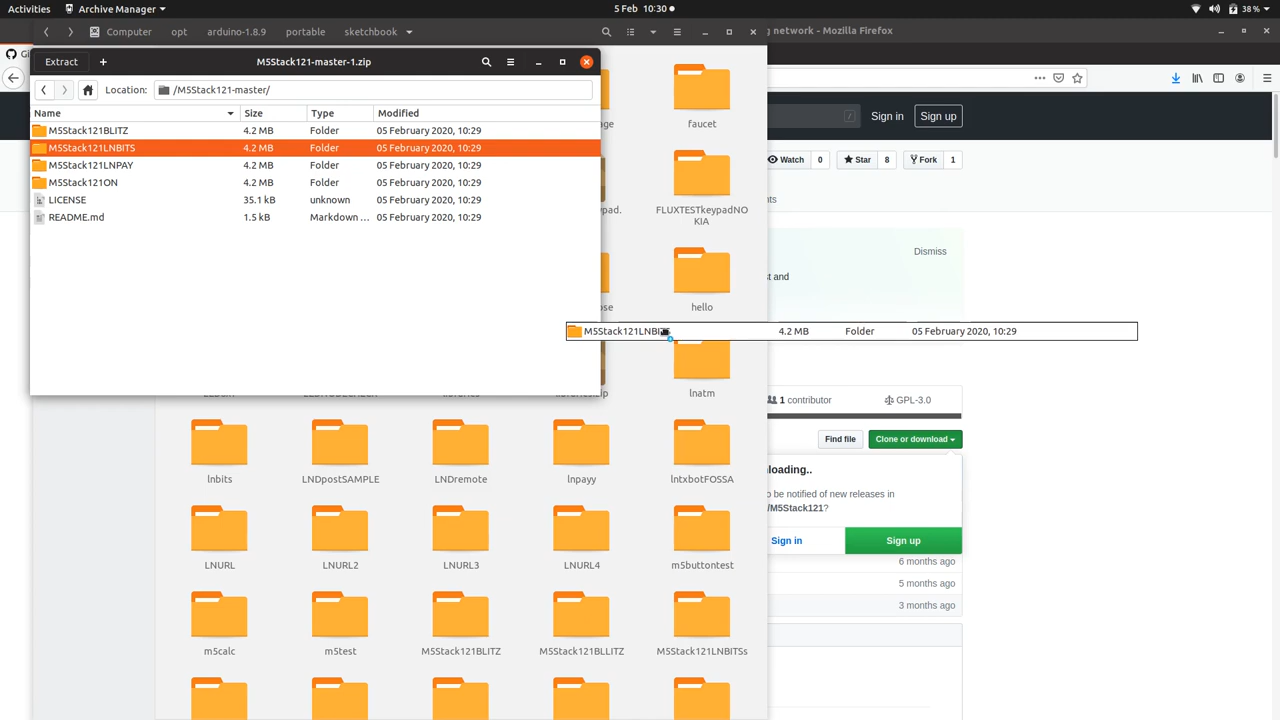 Activities Archive Manager 5 Feb 10:30 38 %
Computer opt arduino-1.8.9 portable sketchbook
g network - Mozilla Firefox
Extract M5Stack121-master-1.zip
Location: /M5Stack121-master/
Name Size Type Modified
M5Stack121BLITZ 4.2 MB Folder 05 February 2020, 10:29
M5Stack121LNBITS 4.2 MB Folder 05 February 2020, 10:29
M5Stack121LNPAY 4.2 MB Folder 05 February 2020, 10:29
M5Stack121ON 4.2 MB Folder 05 February 2020, 10:29
LICENSE 35.1 kB unknown 05 February 2020, 10:29
README.md 1.5 kB Markdown ... 05 February 2020, 10:29
Sign in Sign up
Watch 0 Star 8 Fork 1
age faucet
ypad. FLUXTESTkeypadNO
KIA
nts
Dismiss
st and
ose hello
M5Stack121LNBITS 4.2 MB Folder 05 February 2020, 10:29
lnatm
1 contributor GPL-3.0
Find file Clone or download
lnbits LNDpostSAMPLE LNDremote lnpayy lntxbotFOSSA
loading..
o be notified of new releases in
/M5Stack121?
Sign in Sign up
LNURL LNURL2 LNURL3 LNURL4 m5buttontest
6 months ago
5 months ago
3 months ago
m5calc m5test M5Stack121BLITZ M5Stack121BLLITZ M5Stack121LNBITSs